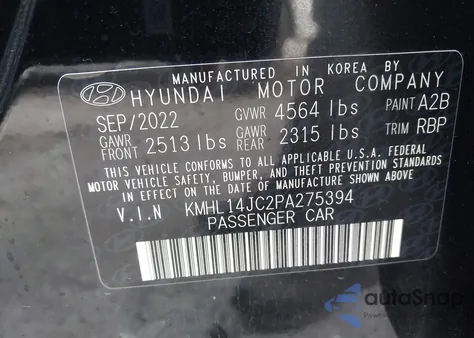 MANUFACTURED IN KOREA BY
HYUNDAI MOTOR COMPANY
SEP/2022 GVWR 4564 lbs PAINT A2B
GAWR FRONT 2513 lbs GAWR REAR 2315 lbs TRIM RBP
THIS VEHICLE CONFORMS TO ALL APPLICABLE U.S.A. FEDERAL
MOTOR VEHICLE SAFETY, BUMPER, AND THEFT PREVENTION STANDARDS
IN EFFECT ON THE DATE OF MANUFACTURE SHOWN ABOVE.
V.I.N KMHL14JC2PA275394
PASSENGER CAR
autoSnap
Powered